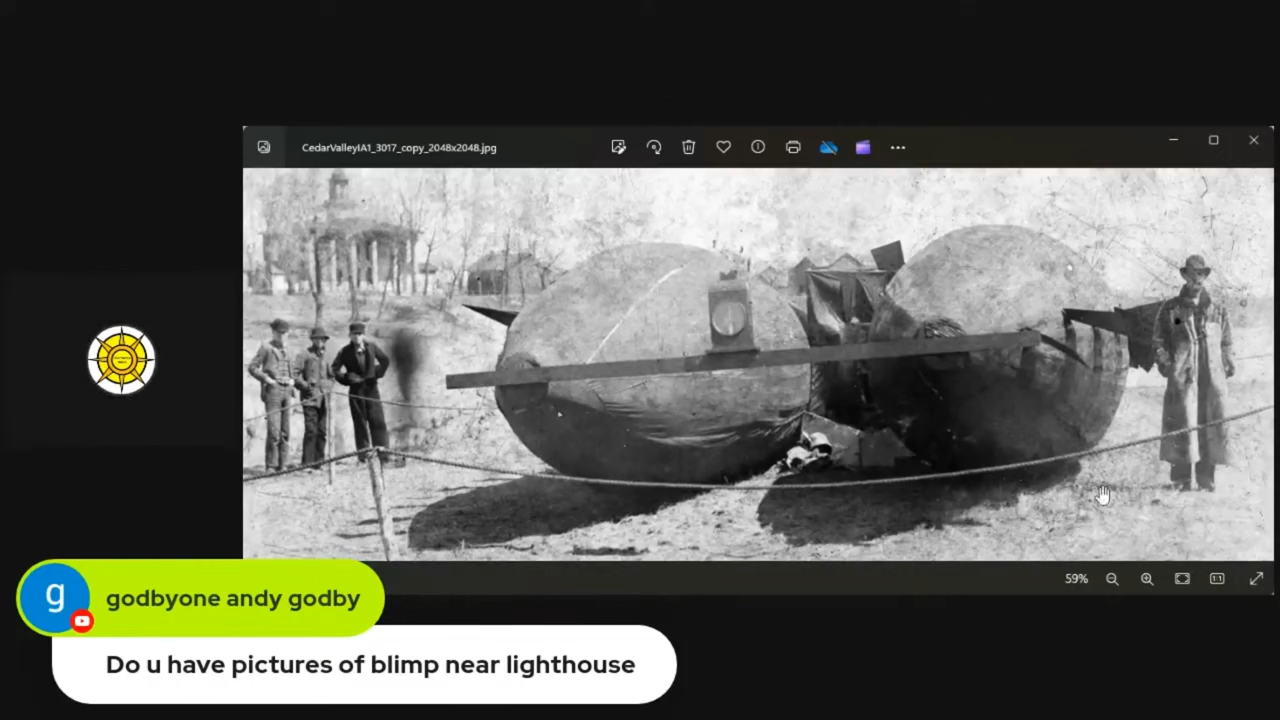 CedarValleyIA1_3017_copy_2048x2048.jpg
59%
g
godbyone andy godby
Do u have pictures of blimp near lighthouse